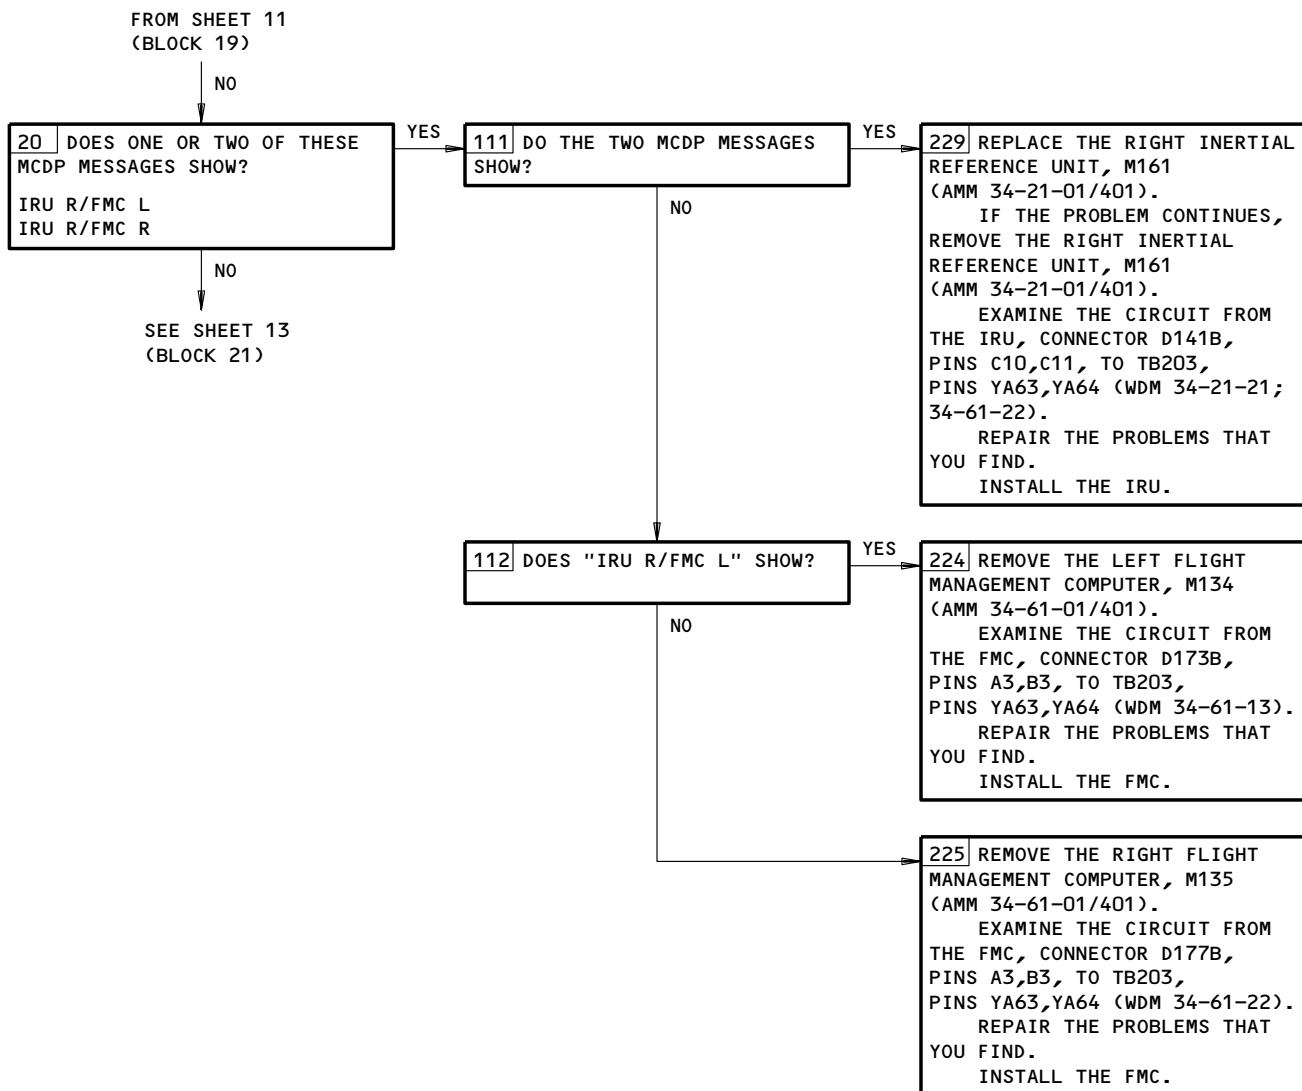 FROM SHEET 11
(BLOCK 19)
NO
20 DOES ONE OR TWO OF THESE
MCDP MESSAGES SHOW?
IRU R/FMC L
IRU R/FMC R
YES
NO
SEE SHEET 13
(BLOCK 21)
111 DO THE TWO MCDP MESSAGES
SHOW?
YES
NO
229 REPLACE THE RIGHT INERTIAL
REFERENCE UNIT, M161
(AMM 34-21-01/401).
IF THE PROBLEM CONTINUES,
REMOVE THE RIGHT INERTIAL
REFERENCE UNIT, M161
(AMM 34-21-01/401).
EXAMINE THE CIRCUIT FROM
THE IRU, CONNECTOR D141B,
PINS C10,C11, TO TB203,
PINS YA63,YA64 (WDM 34-21-21;
34-61-22).
REPAIR THE PROBLEMS THAT
YOU FIND.
INSTALL THE IRU.
112 DOES "IRU R/FMC L" SHOW?
YES
NO
224 REMOVE THE LEFT FLIGHT
MANAGEMENT COMPUTER, M134
(AMM 34-61-01/401).
EXAMINE THE CIRCUIT FROM
THE FMC, CONNECTOR D173B,
PINS A3,B3, TO TB203,
PINS YA63,YA64 (WDM 34-61-13).
REPAIR THE PROBLEMS THAT
YOU FIND.
INSTALL THE FMC.
225 REMOVE THE RIGHT FLIGHT
MANAGEMENT COMPUTER, M135
(AMM 34-61-01/401).
EXAMINE THE CIRCUIT FROM
THE FMC, CONNECTOR D177B,
PINS A3,B3, TO TB203,
PINS YA63,YA64 (WDM 34-61-22).
REPAIR THE PROBLEMS THAT
YOU FIND.
INSTALL THE FMC.